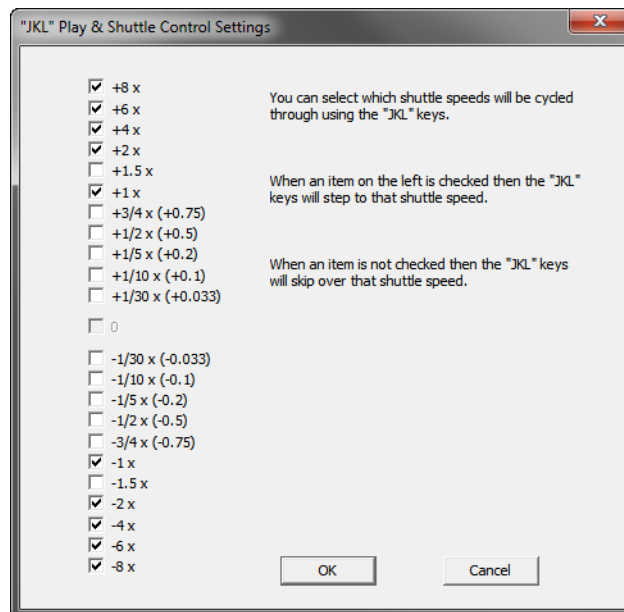 "JKL" Play & Shuttle Control Settings
+8 x
+6 x
+4 x
+2 x
+1.5 x
+1 x
+3/4 x (+0.75)
+1/2 x (+0.5)
+1/5 x (+0.2)
+1/10 x (+0.1)
+1/30 x (+0.033)
0
-1/30 x (-0.033)
-1/10 x (-0.1)
-1/5 x (-0.2)
-1/2 x (-0.5)
-3/4 x (-0.75)
-1 x
-1.5 x
-2 x
-4 x
-6 x
-8 x
You can select which shuttle speeds will be cycled
through using the "JKL" keys.
When an item on the left is checked then the "JKL"
keys will step to that shuttle speed.
When an item is not checked then the "JKL" keys
will skip over that shuttle speed.
OK
Cancel